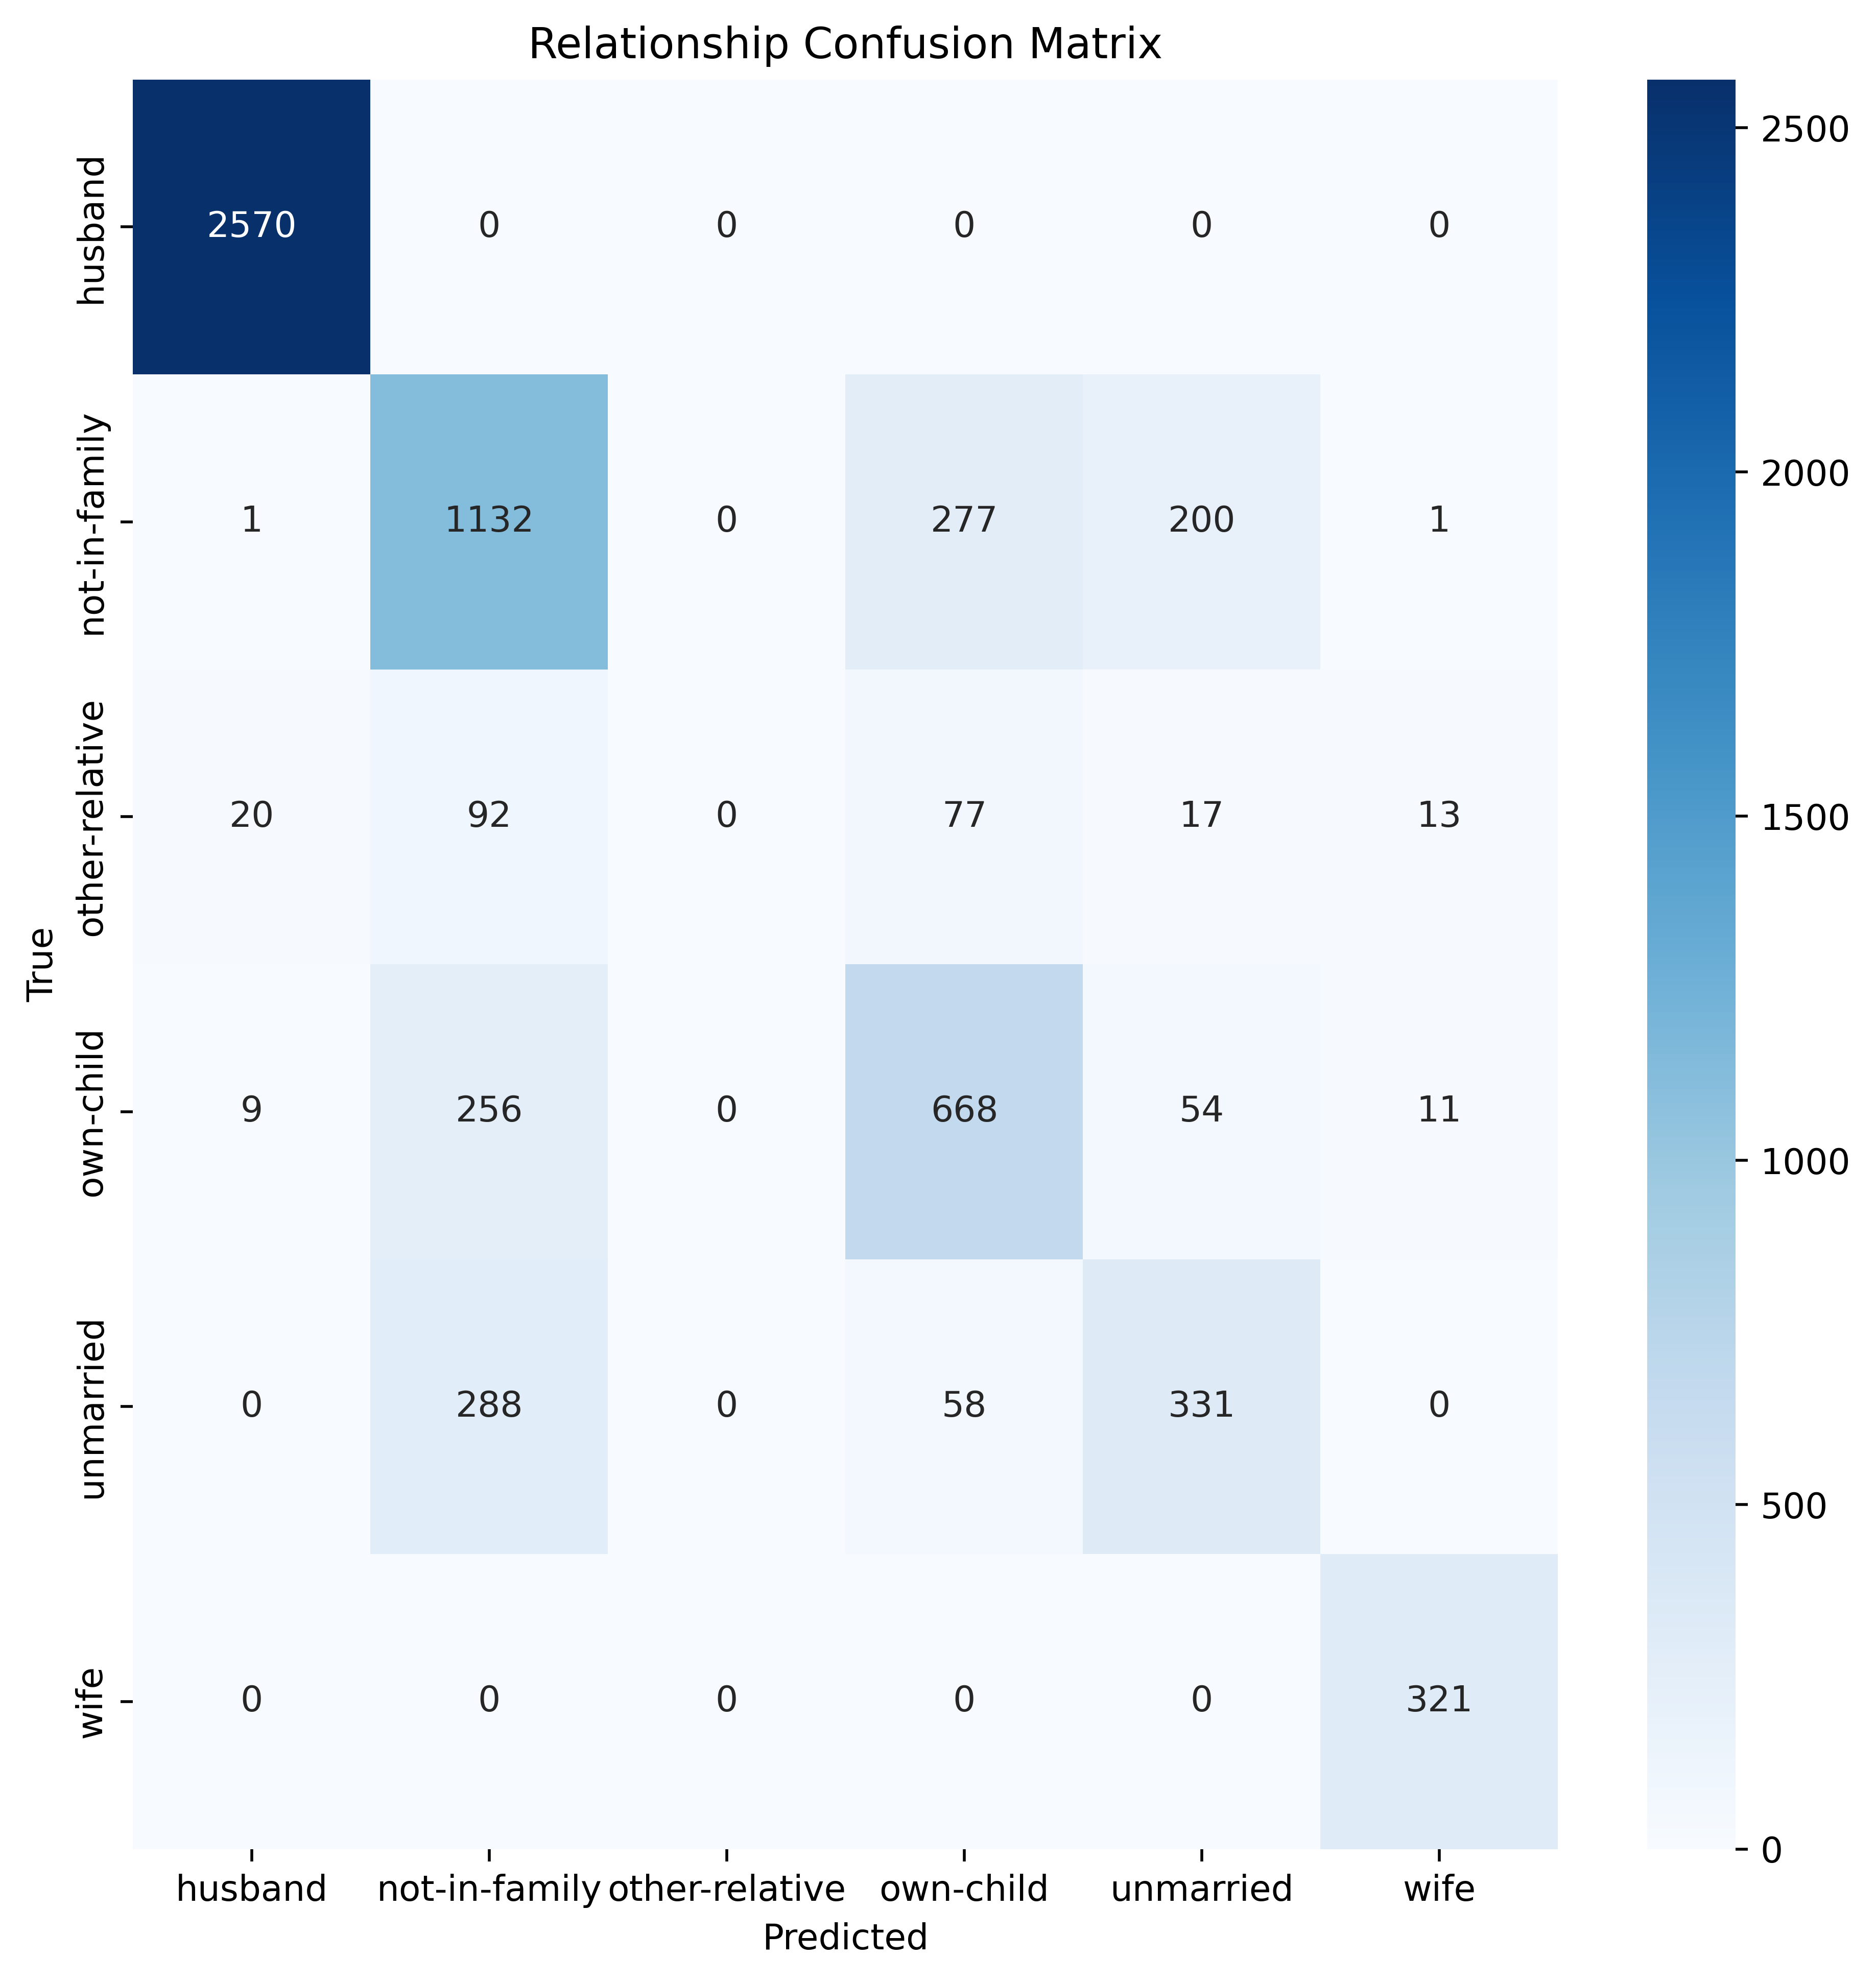 Relationship Confusion Matrix
husband 2570 0 0 0 0 0
not-in-family 1 1132 0 277 200 1
other-relative 20 92 0 77 17 13
own-child 9 256 0 668 54 11
unmarried 0 288 0 58 331 0
wife 0 0 0 0 0 321
True
husband not-in-family other-relative own-child unmarried wife
Predicted
2500
2000
1500
1000
500
0